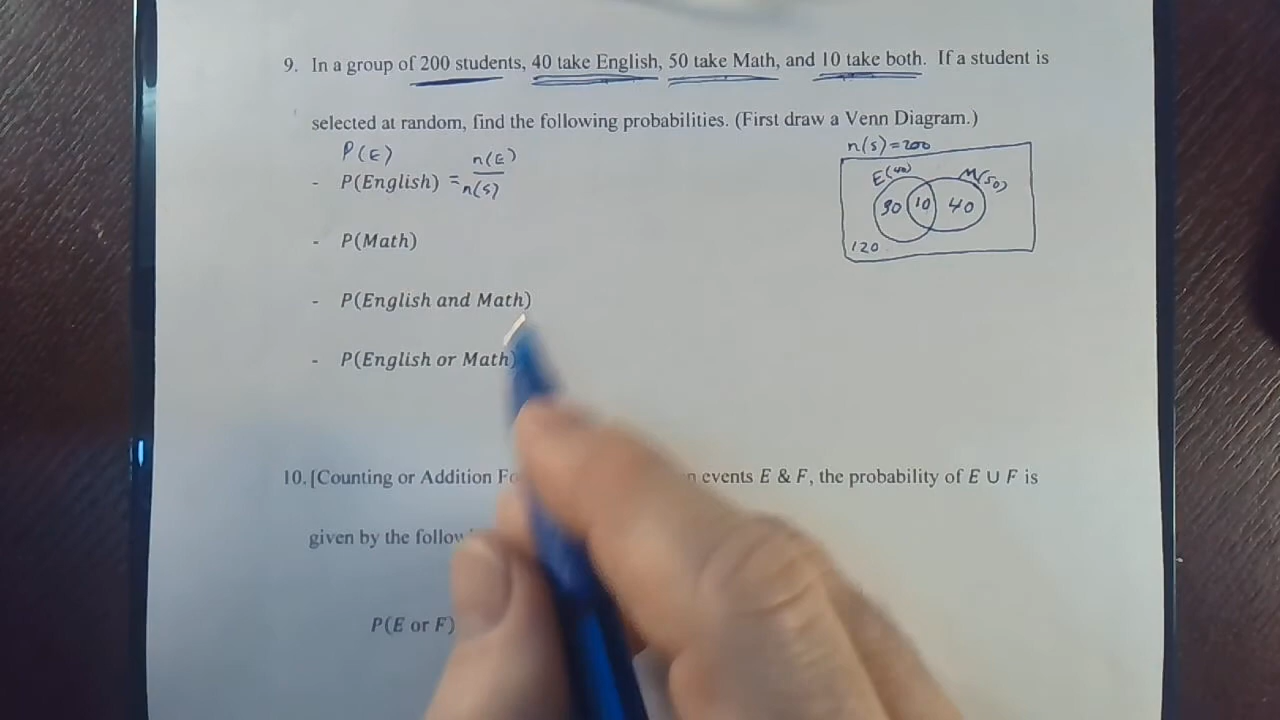 9. In a group of 200 students, 40 take English, 50 take Math, and 10 take both. If a student is
selected at random, find the following probabilities. (First draw a Venn Diagram.)
n(S)=200
P(E)
- P(English) = n(E)/n(S)
E(40) M(50)
30 10 40
120
- P(Math)
- P(English and Math)
- P(English or Math)
10. [Counting or Addition events E & F, the probability of E ∪ F is
given by the
P(E or F)